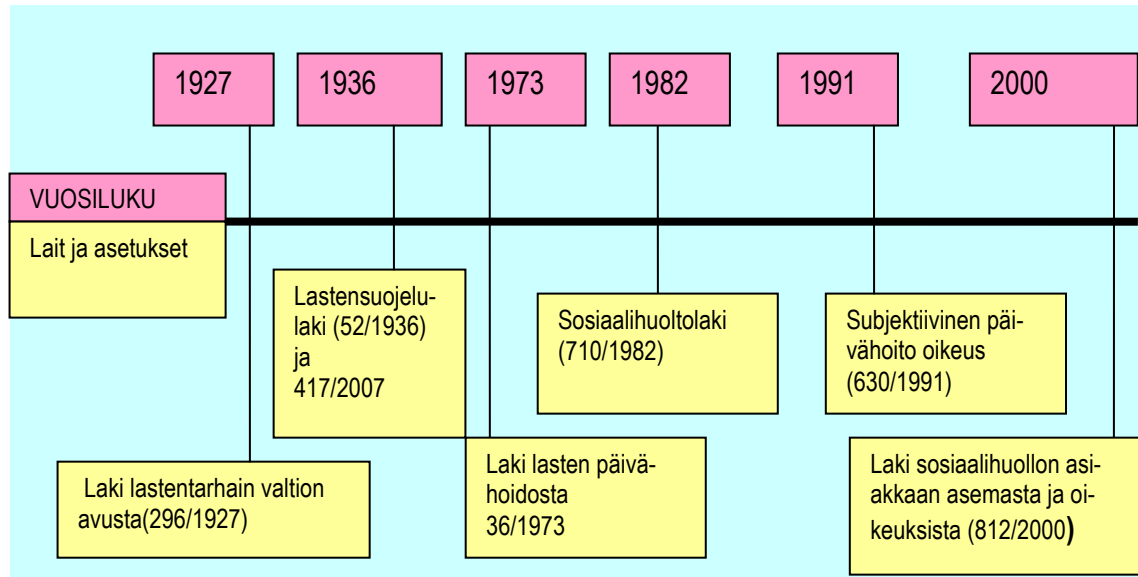 1927
1936
1973
1982
1991
2000
VUOSILUKU
Lait ja asetukset
Lastensuojelu-
laki (52/1936)
ja
417/2007
Sosiaalihuoltolaki
(710/1982)
Subjektiivinen päi-
vähoito oikeus
(630/1991)
Laki lastentarhain valtion
avusta(296/1927)
Laki lasten päivä-
hoidosta
36/1973
Laki sosiaalihuollon asi-
akkaan asemasta ja oi-
keuksista (812/2000)